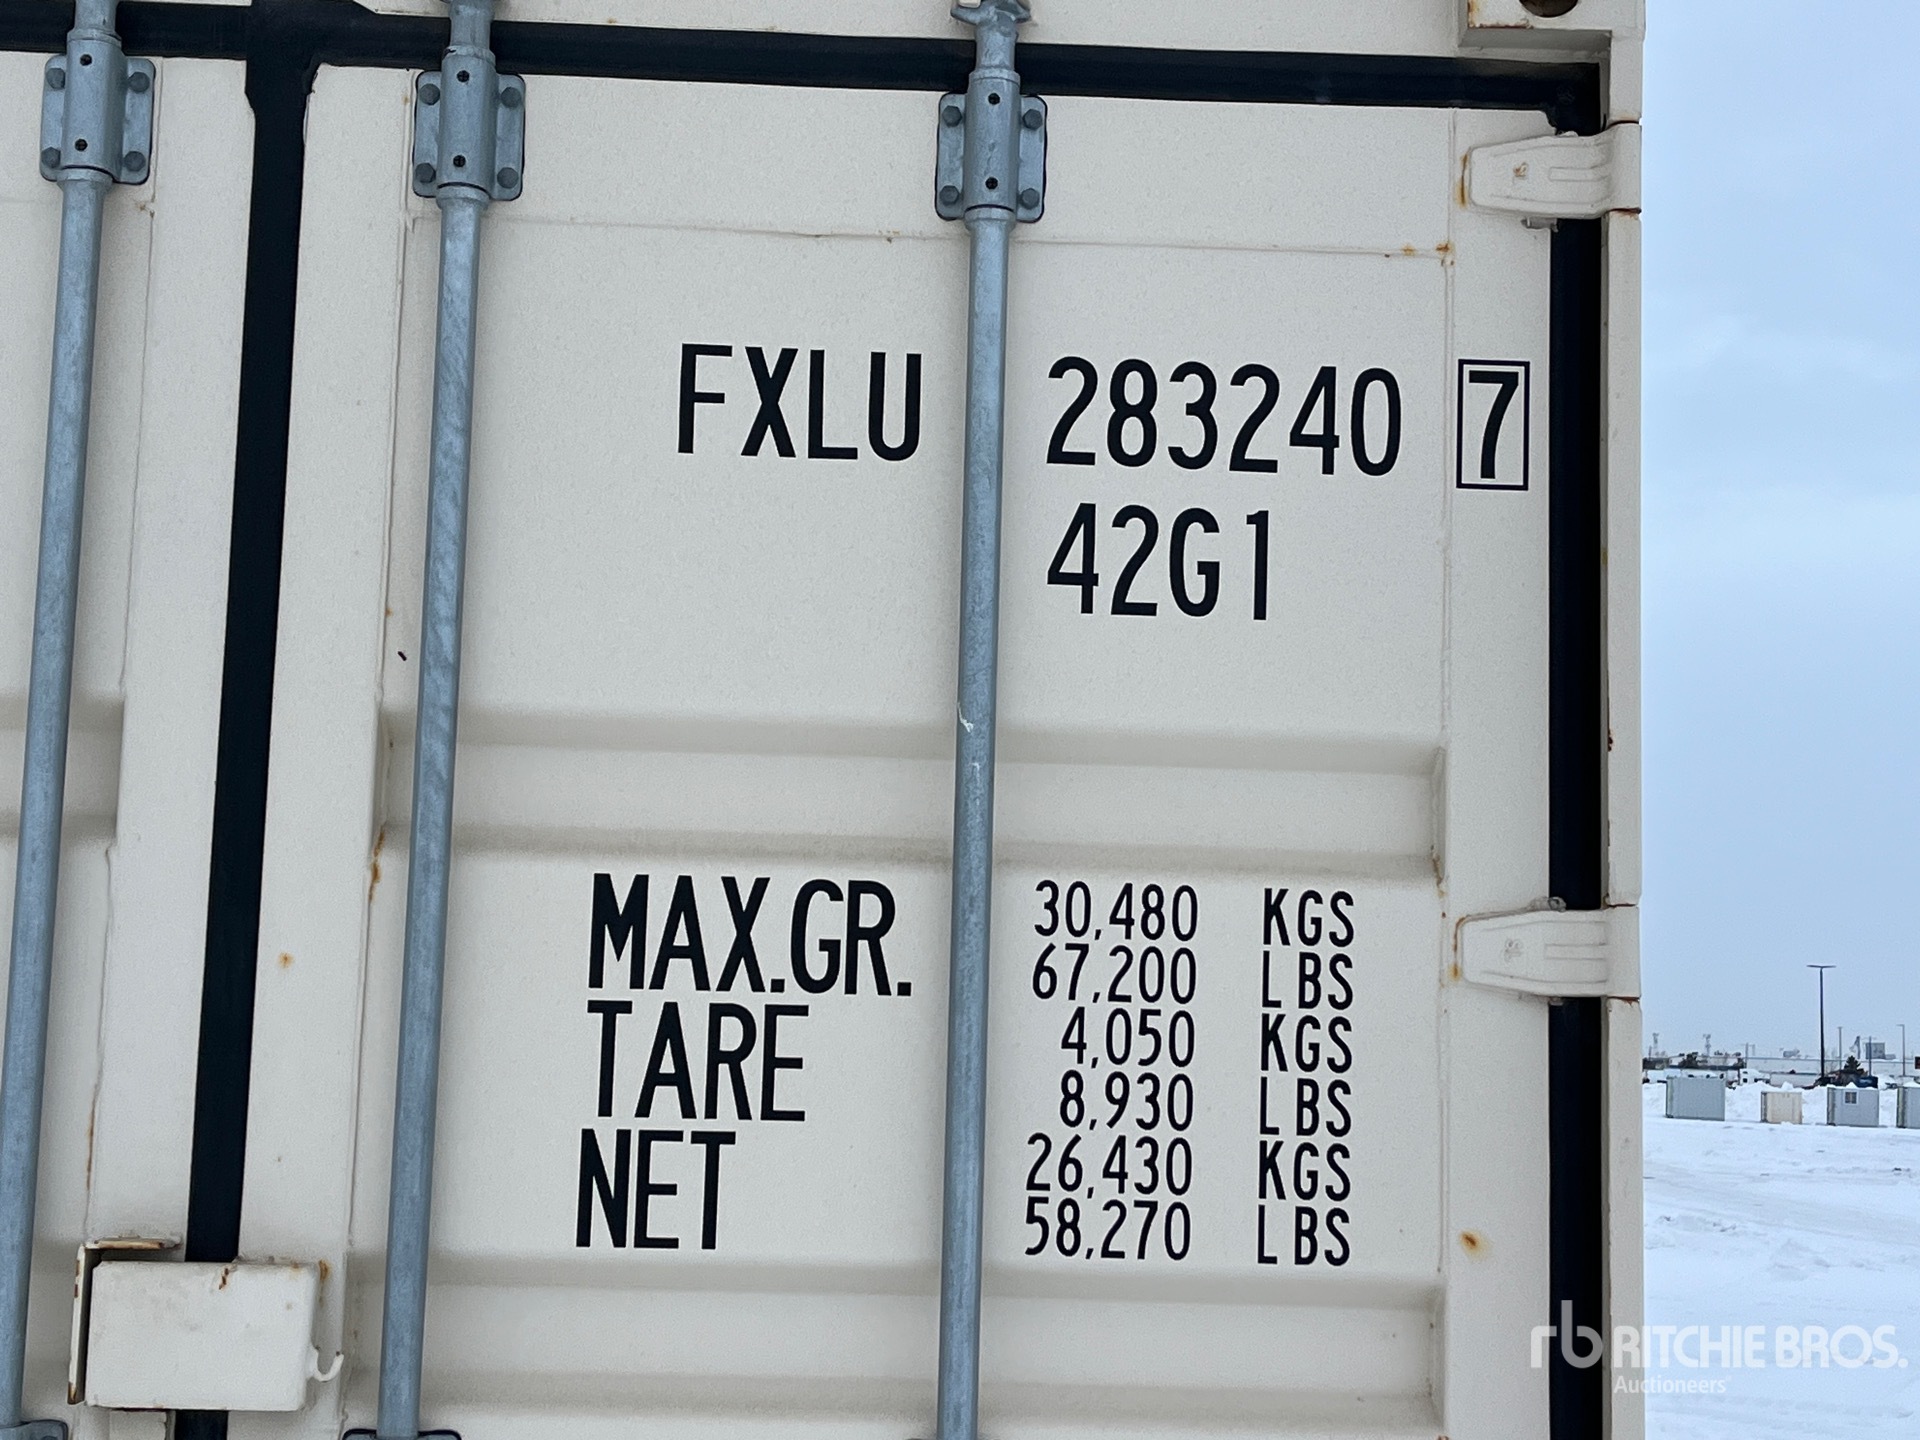 FXLU 283240 7
42G1
MAX.GR. 30,480 KGS
67,200 LBS
TARE 4,050 KGS
8,930 LBS
NET 26,430 KGS
58,270 LBS
rb RITCHIE BROS.
Auctioneers